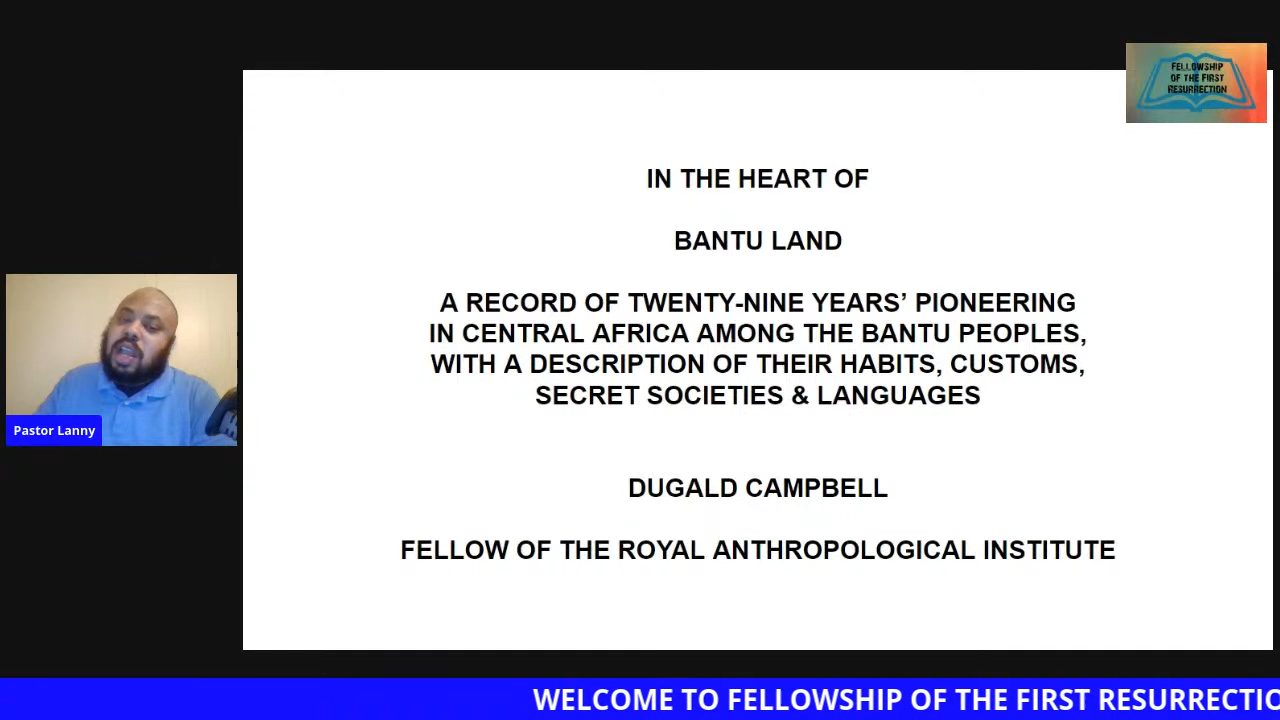 FELLOWSHIP
OF THE FIRST
RESURRECTION
IN THE HEART OF
BANTU LAND
A RECORD OF TWENTY-NINE YEARS’ PIONEERING
IN CENTRAL AFRICA AMONG THE BANTU PEOPLES,
WITH A DESCRIPTION OF THEIR HABITS, CUSTOMS,
SECRET SOCIETIES & LANGUAGES
DUGALD CAMPBELL
FELLOW OF THE ROYAL ANTHROPOLOGICAL INSTITUTE
Pastor Lanny
WELCOME TO FELLOWSHIP OF THE FIRST RESURRECTIO